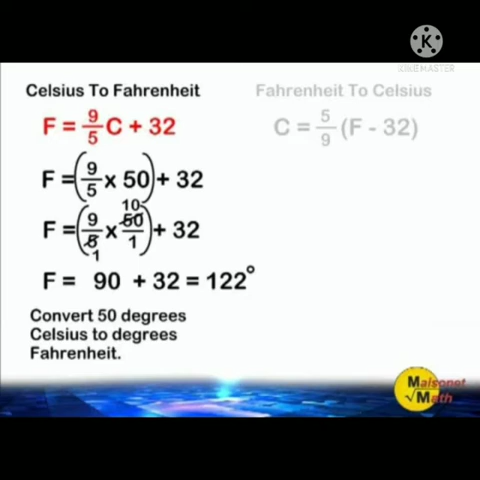 K
KINEMASTER
Celsius To Fahrenheit
F = 9/5 C + 32
Fahrenheit To Celsius
C = 5/9 (F - 32)
F = (9/5 x 50) + 32
10
F = (9/5 x 50/1) + 32
1
F = 90 + 32 = 122°
Convert 50 degrees
Celsius to degrees
Fahrenheit.
Maisonet
√Math